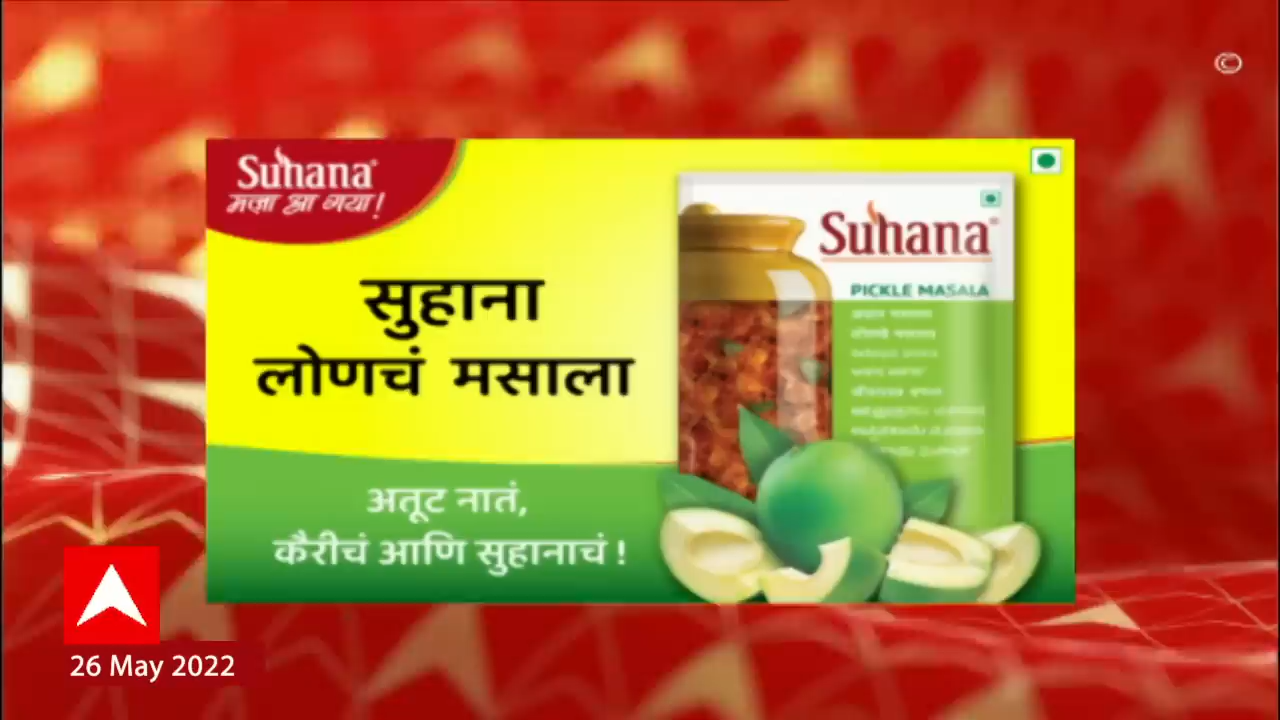 ©
Suhana®
मज़ा आ गया!
सुहाना
लोणचं मसाला
अतूट नातं,
कैरीचं आणि सुहानाचं !
Suhana®
PICKLE MASALA
26 May 2022